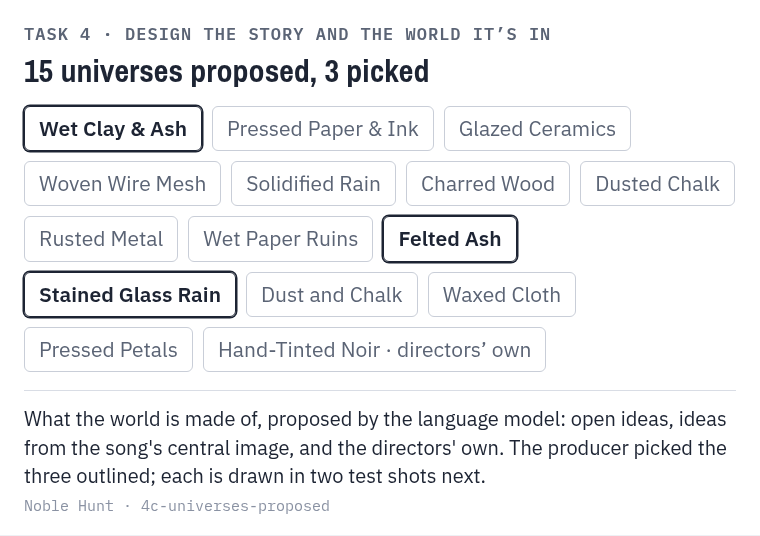 TASK 4 · DESIGN THE STORY AND THE WORLD IT’S IN
15 universes proposed, 3 picked
Wet Clay & Ash Pressed Paper & Ink Glazed Ceramics
Woven Wire Mesh Solidified Rain Charred Wood Dusted Chalk
Rusted Metal Wet Paper Ruins Felted Ash
Stained Glass Rain Dust and Chalk Waxed Cloth
Pressed Petals Hand-Tinted Noir · directors’ own
What the world is made of, proposed by the language model: open ideas, ideas
from the song's central image, and the directors' own. The producer picked the
three outlined; each is drawn in two test shots next.
Noble Hunt · 4c-universes-proposed